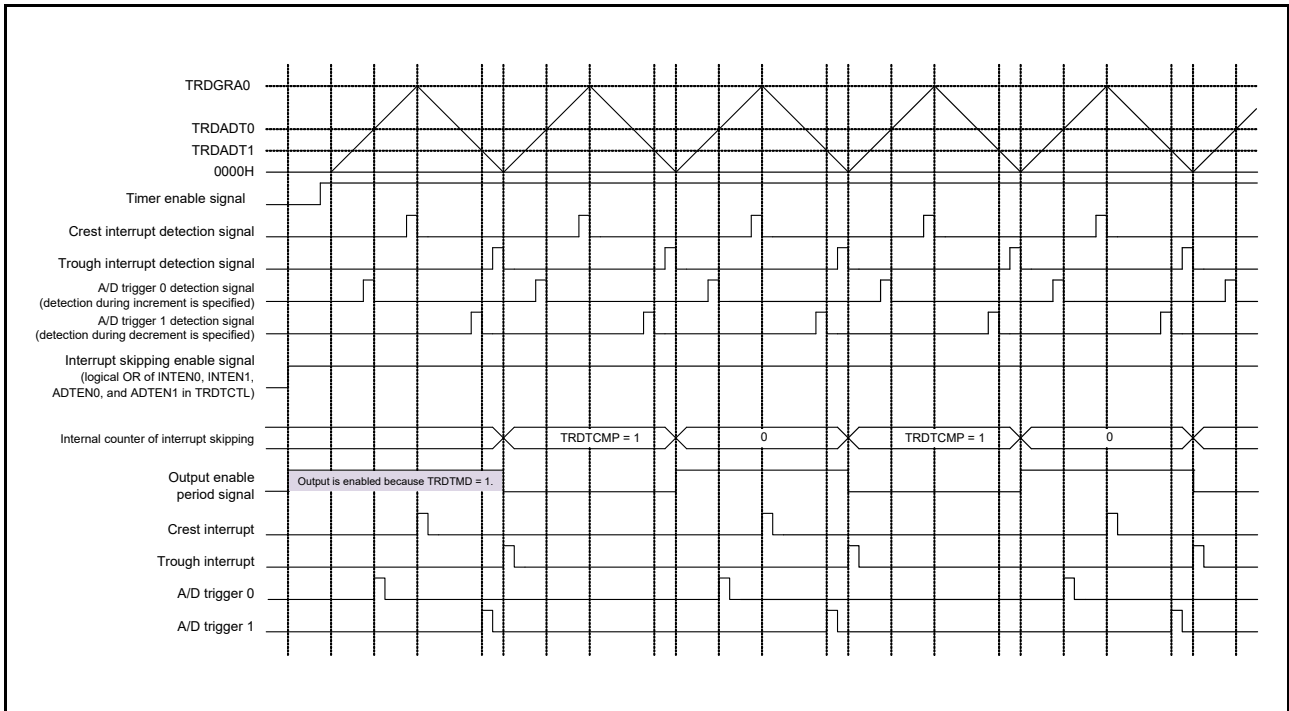 TRDGRA0
TRDADT0
TRDADT1
0000H
Timer enable signal
Crest interrupt detection signal
Trough interrupt detection signal
A/D trigger 0 detection signal
(detection during increment is specified)
A/D trigger 1 detection signal
(detection during decrement is specified)
Interrupt skipping enable signal
(logical OR of INTEN0, INTEN1,
ADTEN0, and ADTEN1 in TRDTCTL)
Internal counter of interrupt skipping
TRDTCMP = 1
0
TRDTCMP = 1
0
Output enable
period signal
Output is enabled because TRDTMD = 1.
Crest interrupt
Trough interrupt
A/D trigger 0
A/D trigger 1